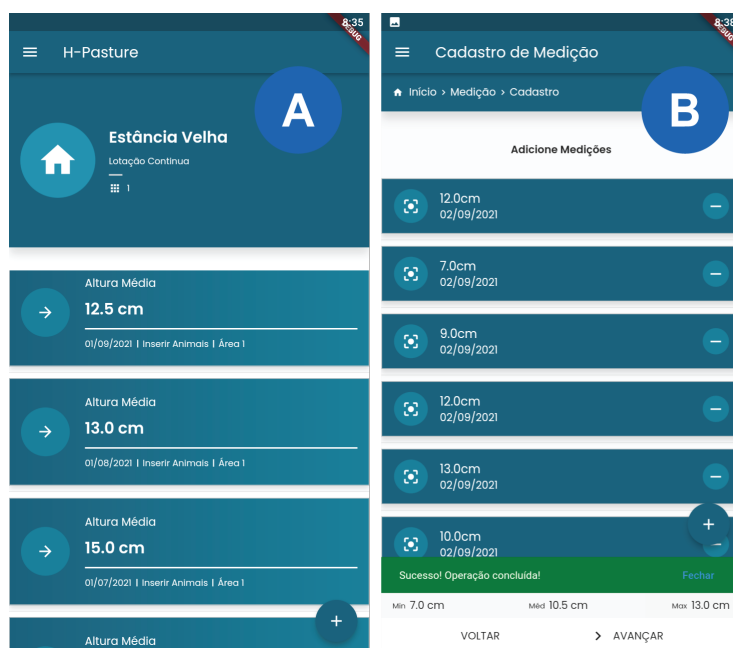 8:35
DEBUG
H-Pasture
A
Estância Velha
Lotação Continua
1
Altura Média
12.5 cm
01/09/2021 | Inserir Animais | Área 1
Altura Média
13.0 cm
01/08/2021 | Inserir Animais | Área 1
Altura Média
15.0 cm
01/07/2021 | Inserir Animais | Área 1
Altura Média
+
8:38
DEBUG
Cadastro de Medição
Início > Medição > Cadastro
B
Adicione Medições
12.0cm
02/09/2021
7.0cm
02/09/2021
9.0cm
02/09/2021
12.0cm
02/09/2021
13.0cm
02/09/2021
+
10.0cm
02/09/2021
Sucesso! Operação concluída! Fechar
Min 7.0 cm Méd 10.5 cm Max 13.0 cm
VOLTAR > AVANÇAR